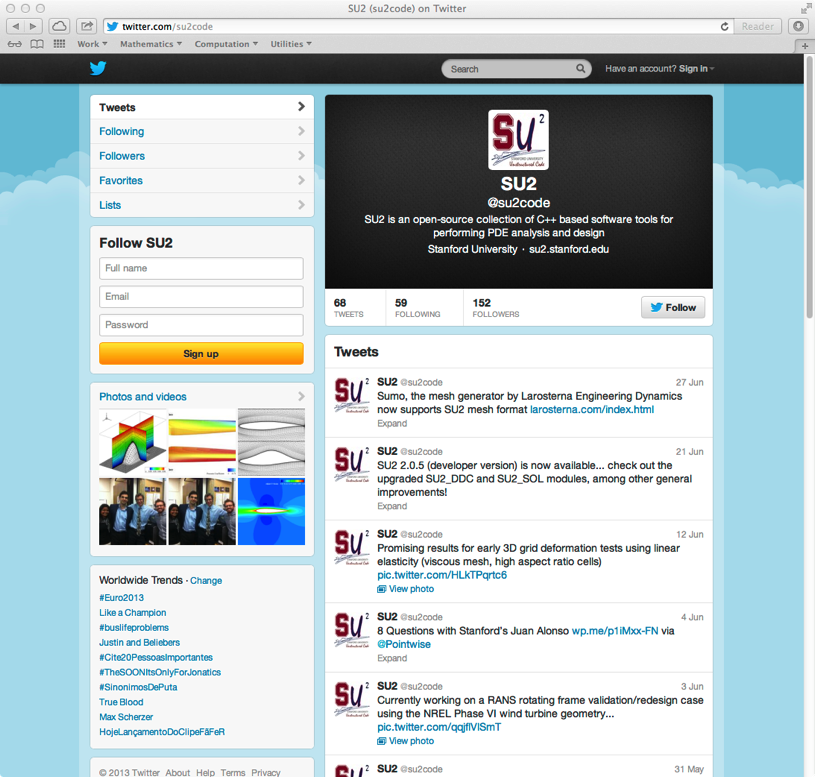 SU2 (su2code) on Twitter
twitter.com/su2code
Reader
Work
Mathematics
Computation
Utilities
Search
Have an account? Sign in
Tweets
Following
Followers
Favorites
Lists
Follow SU2
Full name
Email
Password
Sign up
Photos and videos
Worldwide Trends · Change
#Euro2013
Like a Champion
#buslifeproblems
Justin and Beliebers
#Cite20PessoasImportantes
#TheSOONItsOnlyForJonatics
#SinonimosDePuta
True Blood
Max Scherzer
HojeLançamentoDoClipeFãFeR
© 2013 Twitter About Help Terms Privacy
SU2
STANFORD UNIVERSITY
Unstructured Code
SU2
@su2code
SU2 is an open-source collection of C++ based software tools for
performing PDE analysis and design
Stanford University · su2.stanford.edu
68
TWEETS
59
FOLLOWING
152
FOLLOWERS
Follow
Tweets
SU2
SU2 @su2code 27 Jun
Sumo, the mesh generator by Larosterna Engineering Dynamics
now supports SU2 mesh format larosterna.com/index.html
Expand
SU2
SU2 @su2code 21 Jun
SU2 2.0.5 (developer version) is now available... check out the
upgraded SU2_DDC and SU2_SOL modules, among other general
improvements!
Expand
SU2
SU2 @su2code 12 Jun
Promising results for early 3D grid deformation tests using linear
elasticity (viscous mesh, high aspect ratio cells)
pic.twitter.com/HLkTPqrtc6
View photo
SU2
SU2 @su2code 4 Jun
8 Questions with Stanford's Juan Alonso wp.me/p1iMxx-FN via
@Pointwise
Expand
SU2
SU2 @su2code 3 Jun
Currently working on a RANS rotating frame validation/redesign case
using the NREL Phase VI wind turbine geometry...
pic.twitter.com/qqjflVlSmT
View photo
SU2 @su2code 31 May